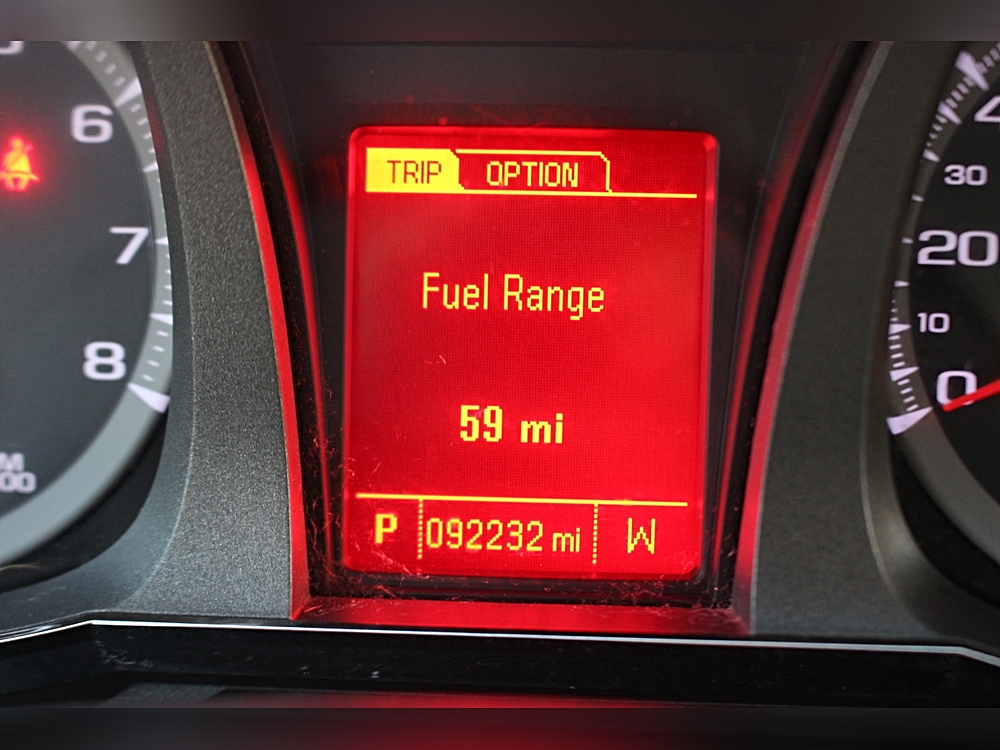 TRIP OPTION
Fuel Range
59 mi
P 092232 mi W
6
7
8
30
20
10
0